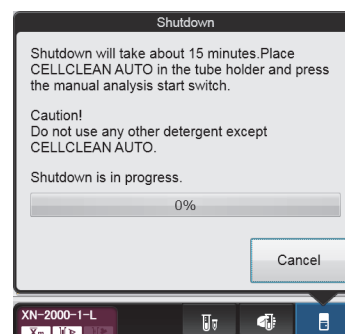 Shutdown
Shutdown will take about 15 minutes.Place
CELLCLEAN AUTO in the tube holder and press
the manual analysis start switch.
Caution!
Do not use any other detergent except
CELLCLEAN AUTO.
Shutdown is in progress.
0%
Cancel
XN-2000-1-L